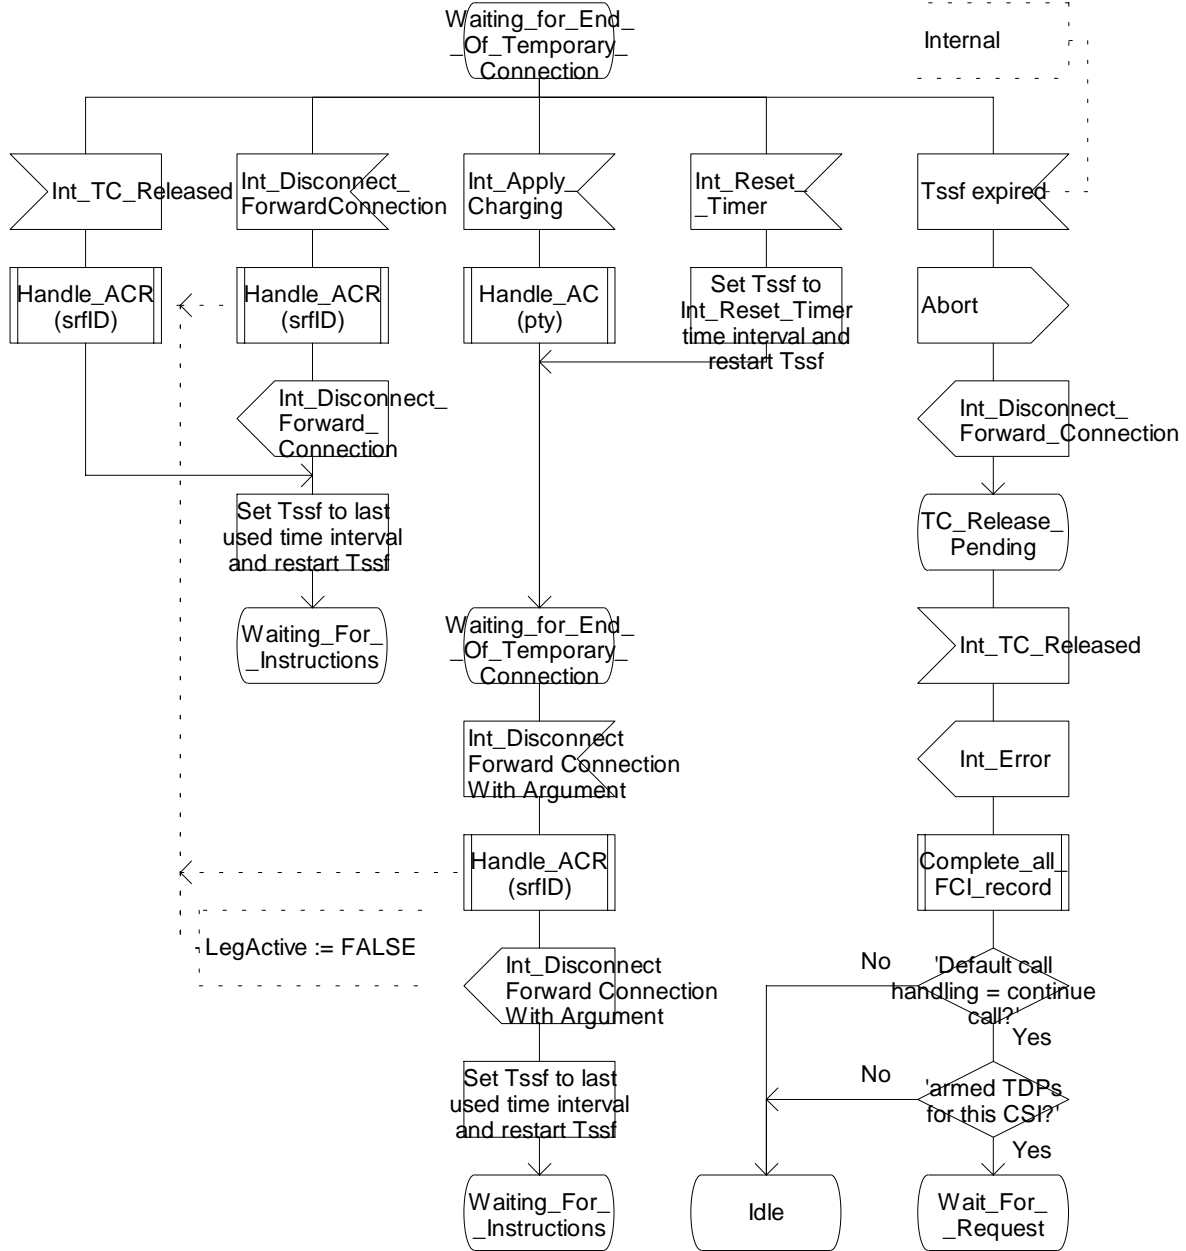 Waiting_for_End_
_Of_Temporary_
Connection
Internal
Int_TC_Released
Int_Disconnect_
ForwardConnection
Int_Apply_
_Charging
Int_Reset_
_Timer
Tssf expired
Handle_ACR
(srfID)
Handle_ACR
(srfID)
Handle_AC
(pty)
Set Tssf to
Int_Reset_Timer
time interval and
restart Tssf
Abort
Int_Disconnect_
Forward_
Connection
Int_Disconnect_
Forward_Connection
Set Tssf to last
used time interval
and restart Tssf
TC_Release_
_Pending
Waiting_For_
_Instructions
Waiting_for_End_
_Of_Temporary_
Connection
Int_TC_Released
Int_Disconnect
Forward Connection
With Argument
Int_Error
Handle_ACR
(srfID)
Complete_all_
_FCI_record
LegActive := FALSE
Int_Disconnect
Forward Connection
With Argument
No
'Default call
handling = continue
call?'
Yes
Set Tssf to last
used time interval
and restart Tssf
No
'armed TDPs
for this CSI?'
Yes
Waiting_For_
_Instructions
Idle
Wait_For_
_Request